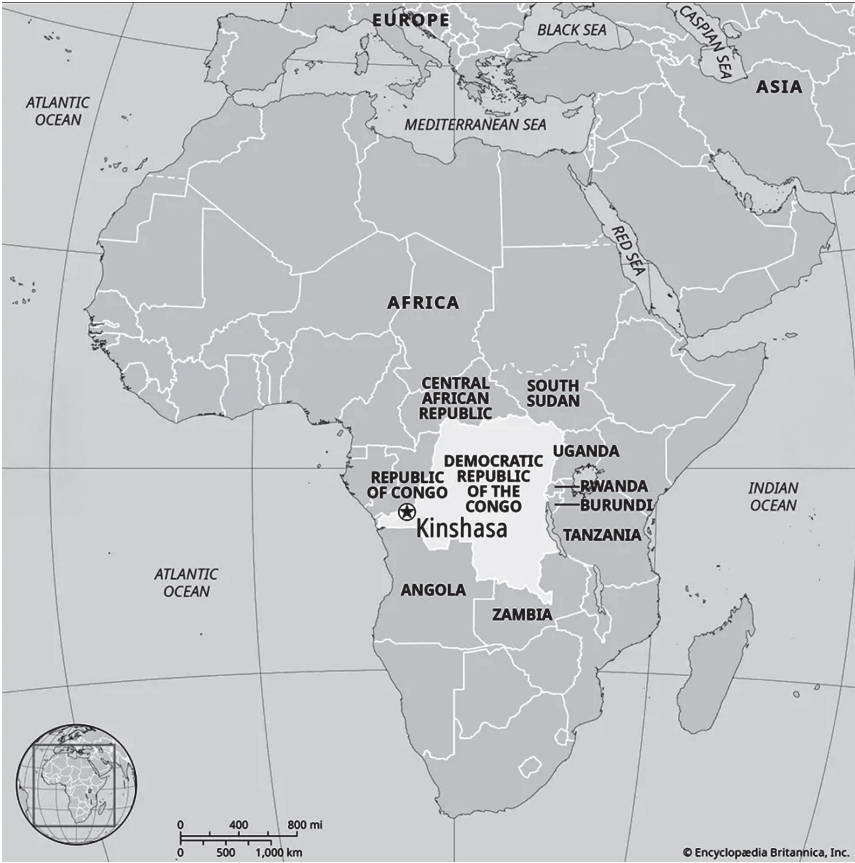 EUROPE
BLACK SEA
CASPIAN SEA
ASIA
ATLANTIC
OCEAN
MEDITERRANEAN SEA
RED SEA
AFRICA
CENTRAL
AFRICAN
REPUBLIC
SOUTH
SUDAN
UGANDA
DEMOCRATIC
REPUBLIC
OF THE
CONGO
REPUBLIC
OF CONGO
RWANDA
BURUNDI
INDIAN
OCEAN
Kinshasa
TANZANIA
ATLANTIC
OCEAN
ANGOLA
ZAMBIA
0 400 800 mi
0 500 1,000 km
© Encyclopædia Britannica, Inc.